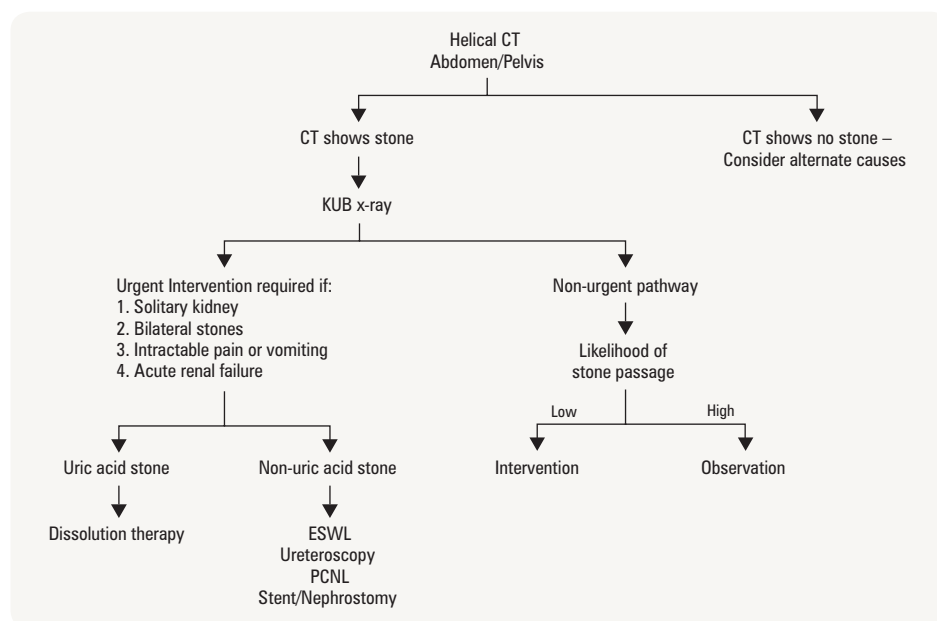 Helical CT
Abdomen/Pelvis
CT shows stone
CT shows no stone –
Consider alternate causes
KUB x-ray
Urgent Intervention required if:
1. Solitary kidney
2. Bilateral stones
3. Intractable pain or vomiting
4. Acute renal failure
Non-urgent pathway
Likelihood of
stone passage
Low
High
Uric acid stone
Non-uric acid stone
Intervention
Observation
Dissolution therapy
ESWL
Ureteroscopy
PCNL
Stent/Nephrostomy